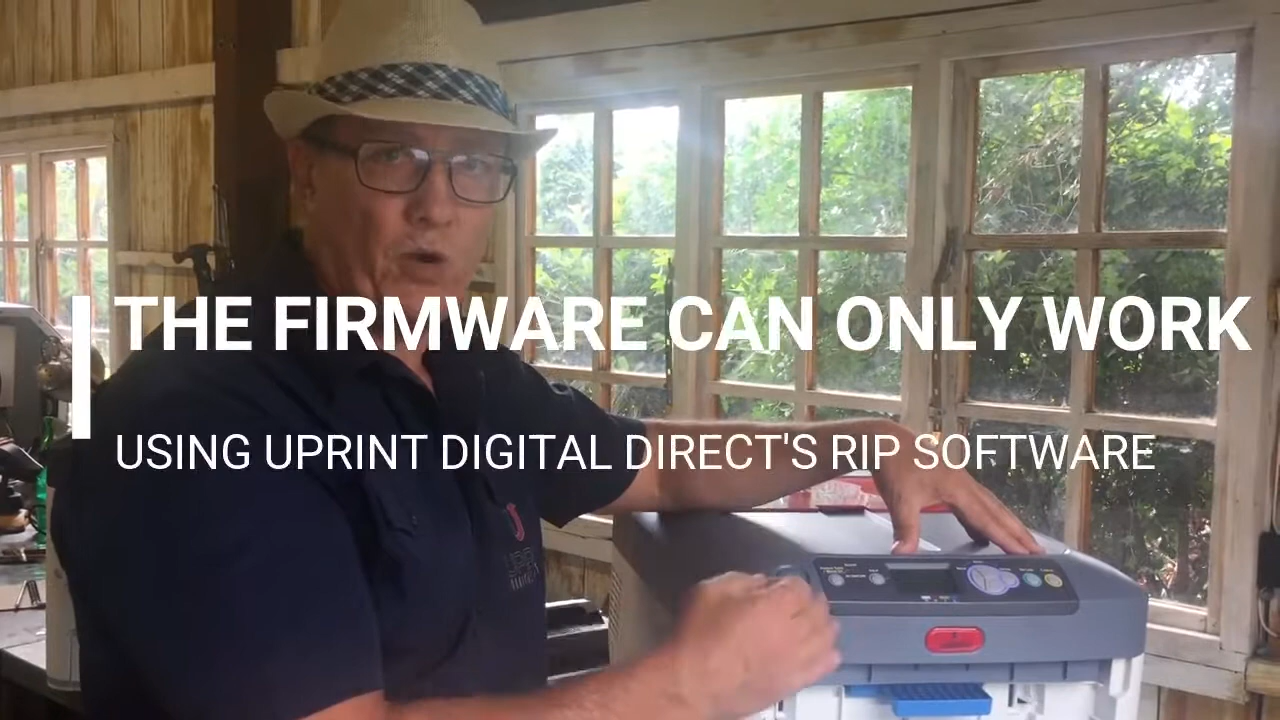 THE FIRMWARE CAN ONLY WORK
USING UPRINT DIGITAL DIRECT'S RIP SOFTWARE